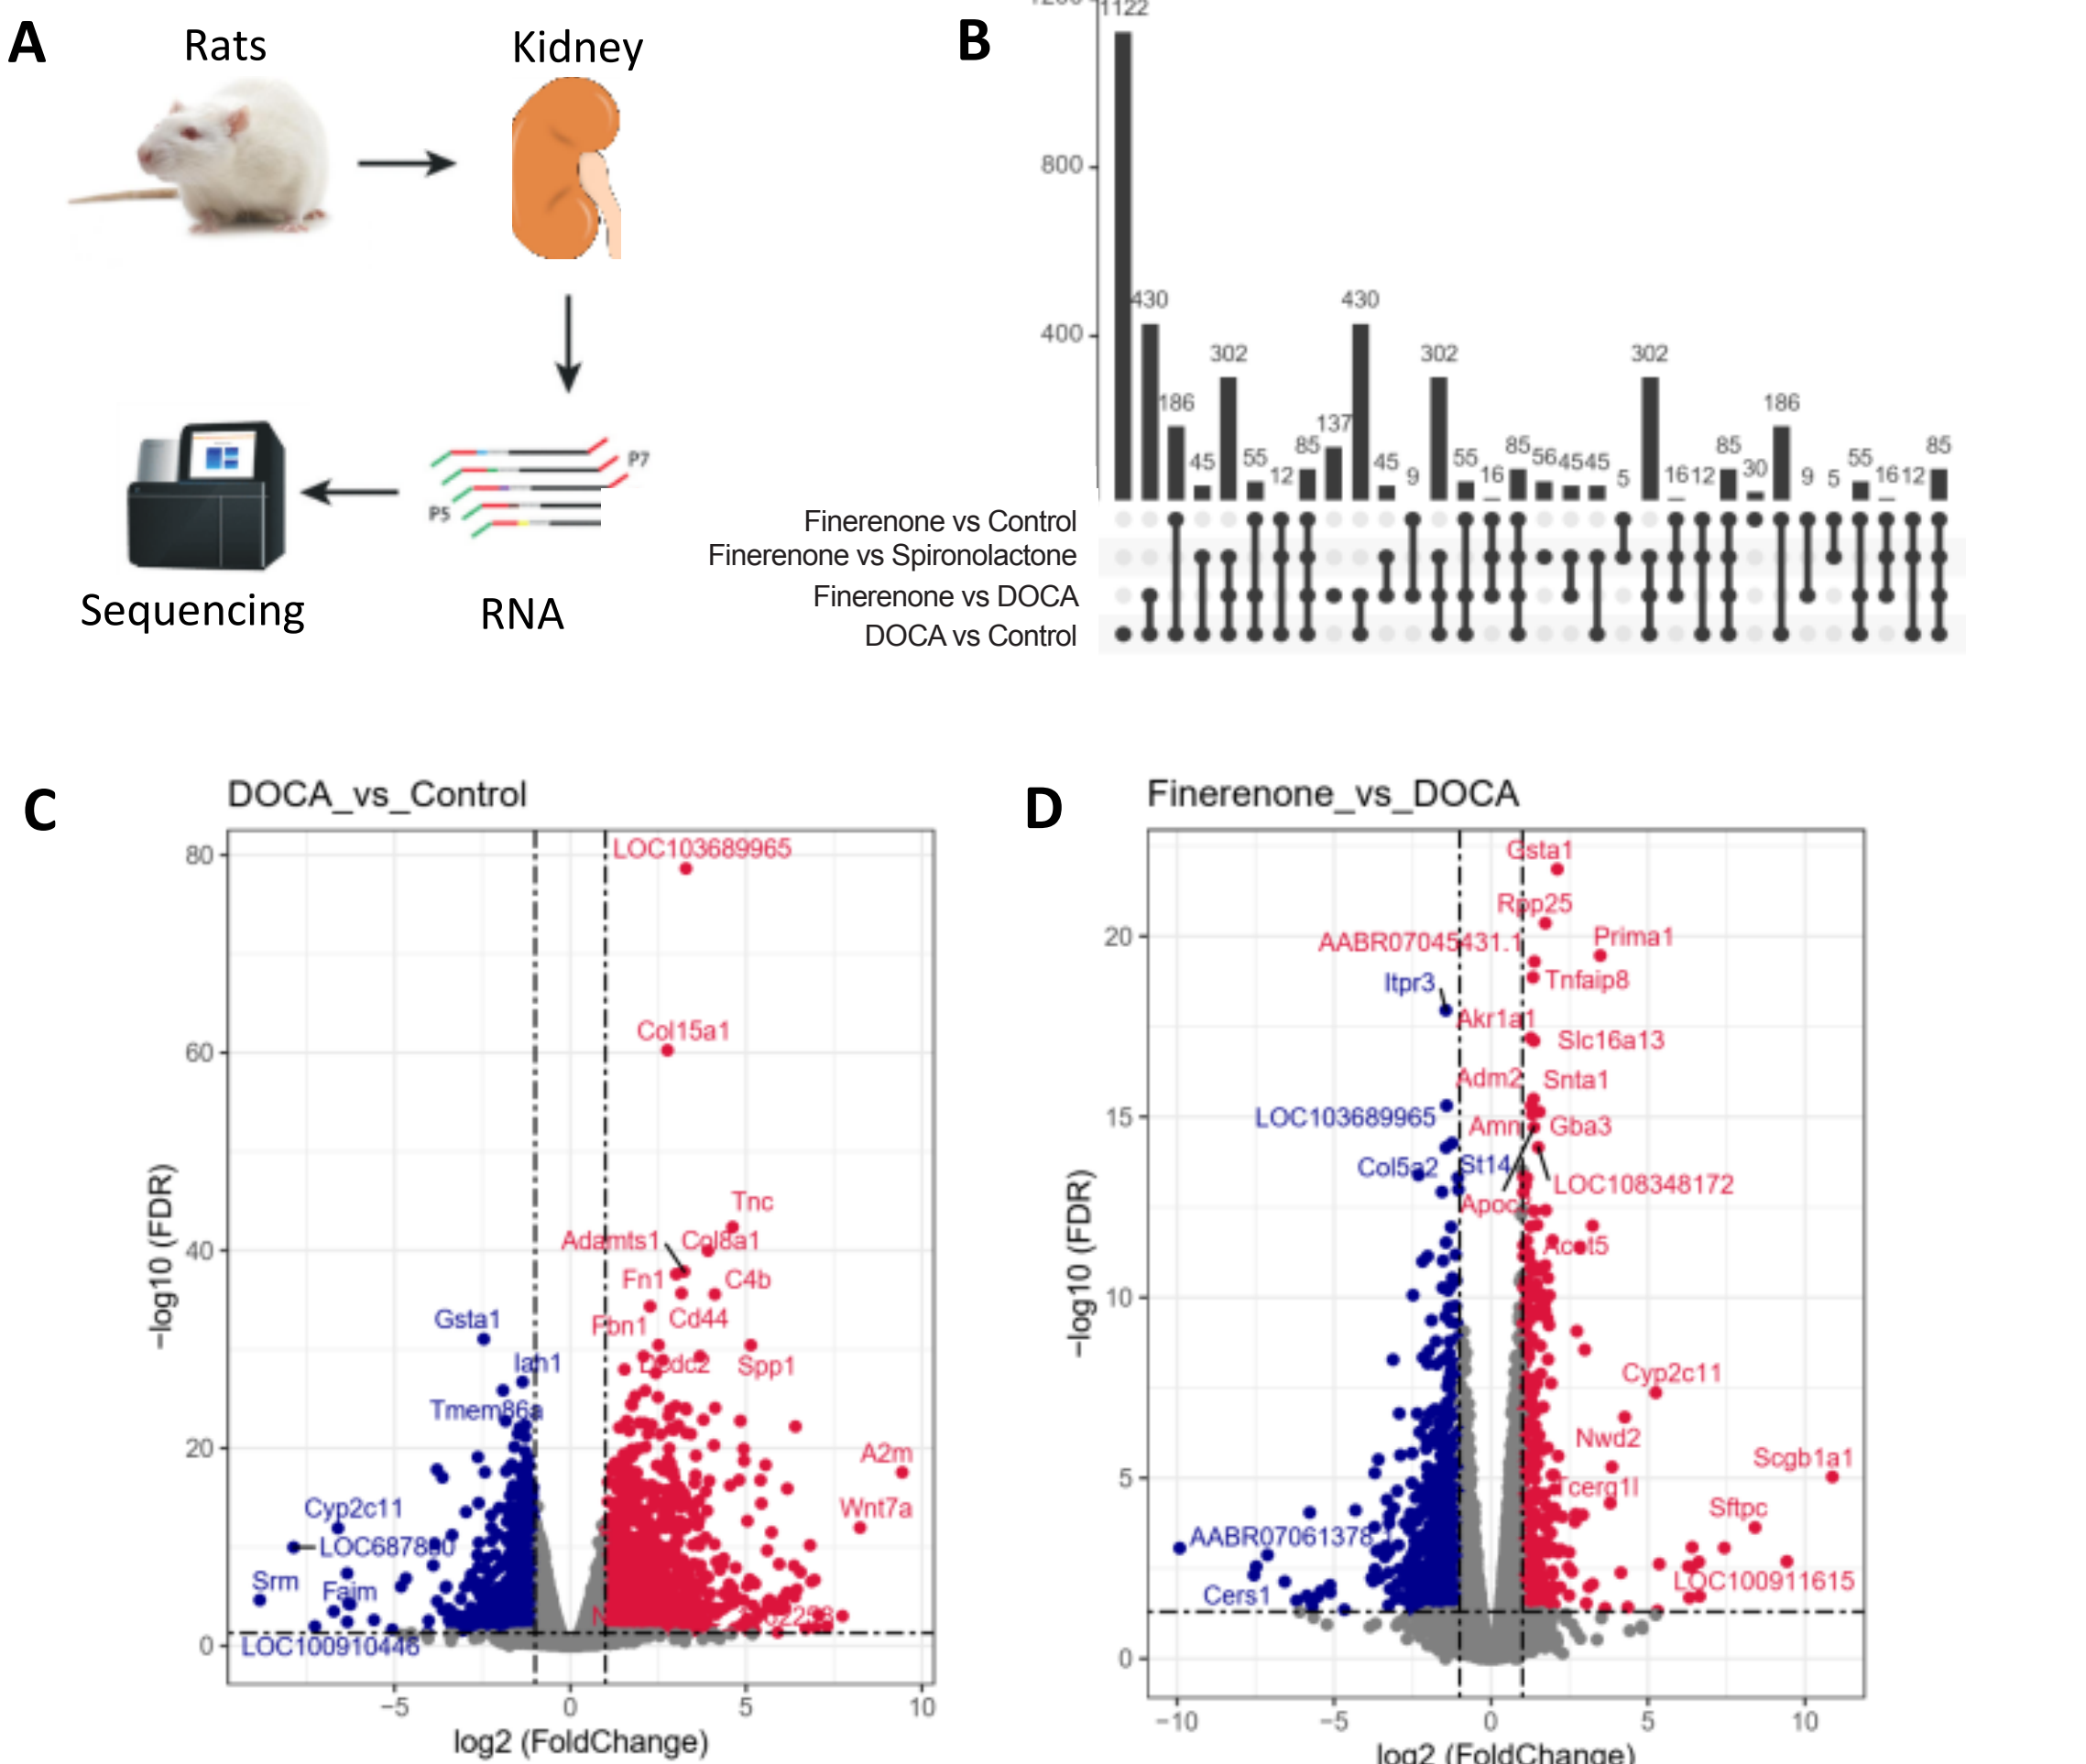 A
Rats
Kidney
P7
P5
Sequencing
RNA
B
1122
800
400
430
186
45
302
55
12
85
137
430
45
9
302
55
16
85
56
45
45
5
302
16
12
85
30
186
9
5
55
16
12
85
Finerenone vs Control
Finerenone vs Spironolactone
Finerenone vs DOCA
DOCA vs Control
C
DOCA_vs_Control
−log10 (FDR)
80
60
40
20
0
LOC103689965
Col15a1
Tnc
Adamts1
Col8a1
Fn1
C4b
Cd44
Fbn1
Gsta1
Iah1
Spp1
Tmem86a
A2m
Cyp2c11
Wnt7a
Srm
Faim
LOC100910446
−5
0
5
10
log2 (FoldChange)
D
Finerenone_vs_DOCA
−log10 (FDR)
20
15
10
5
0
Gsta1
Rpp25
AABR07045431.1
Prima1
Itpr3
Tnfaip8
Akr1a1
Slc16a13
Adm2
Snta1
LOC103689965
Amn
Gba3
Col5a2
St14
LOC108348172
Cyp2c11
Nwd2
Scgb1a1
Tcerg1l
Sftpc
AABR07061378
LOC100911615
Cers1
−10
−5
0
5
10
log2 (FoldChange)